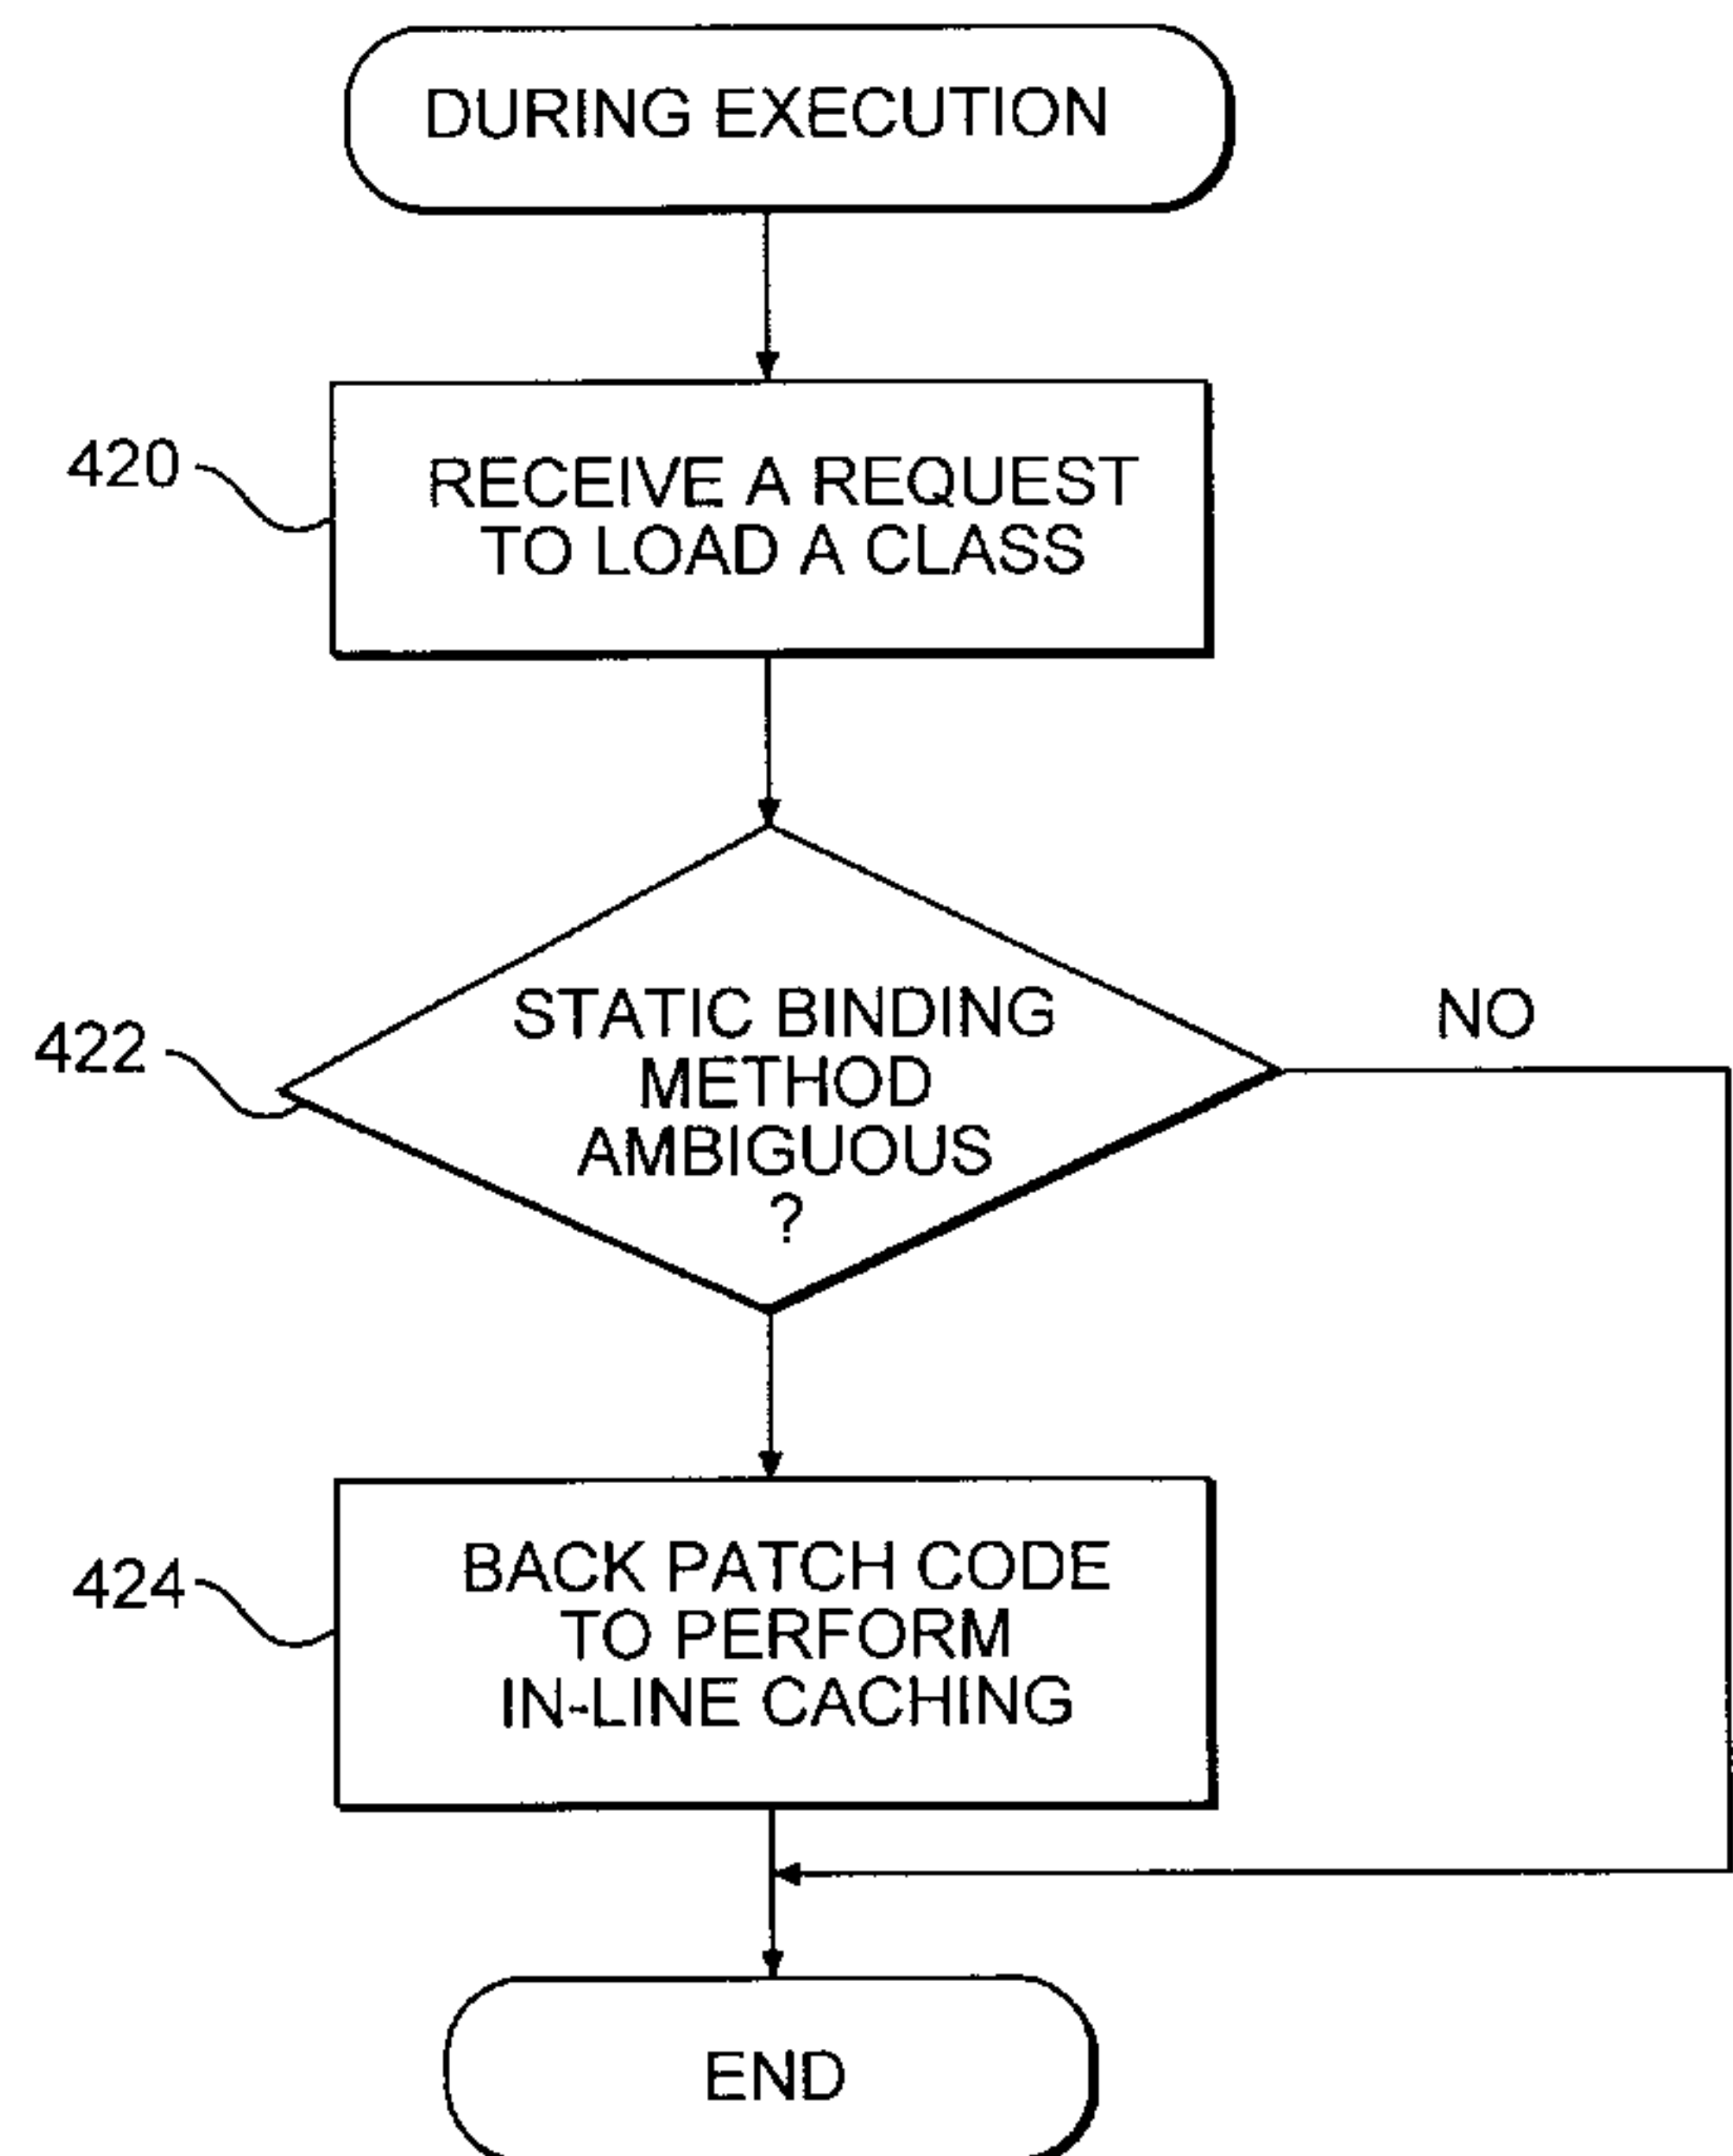 DURING EXECUTION
420
RECEIVE A REQUEST
TO LOAD A CLASS
422
STATIC BINDING
METHOD
AMBIGUOUS
?
NO
424
BACK PATCH CODE
TO PERFORM
IN-LINE CACHING
END